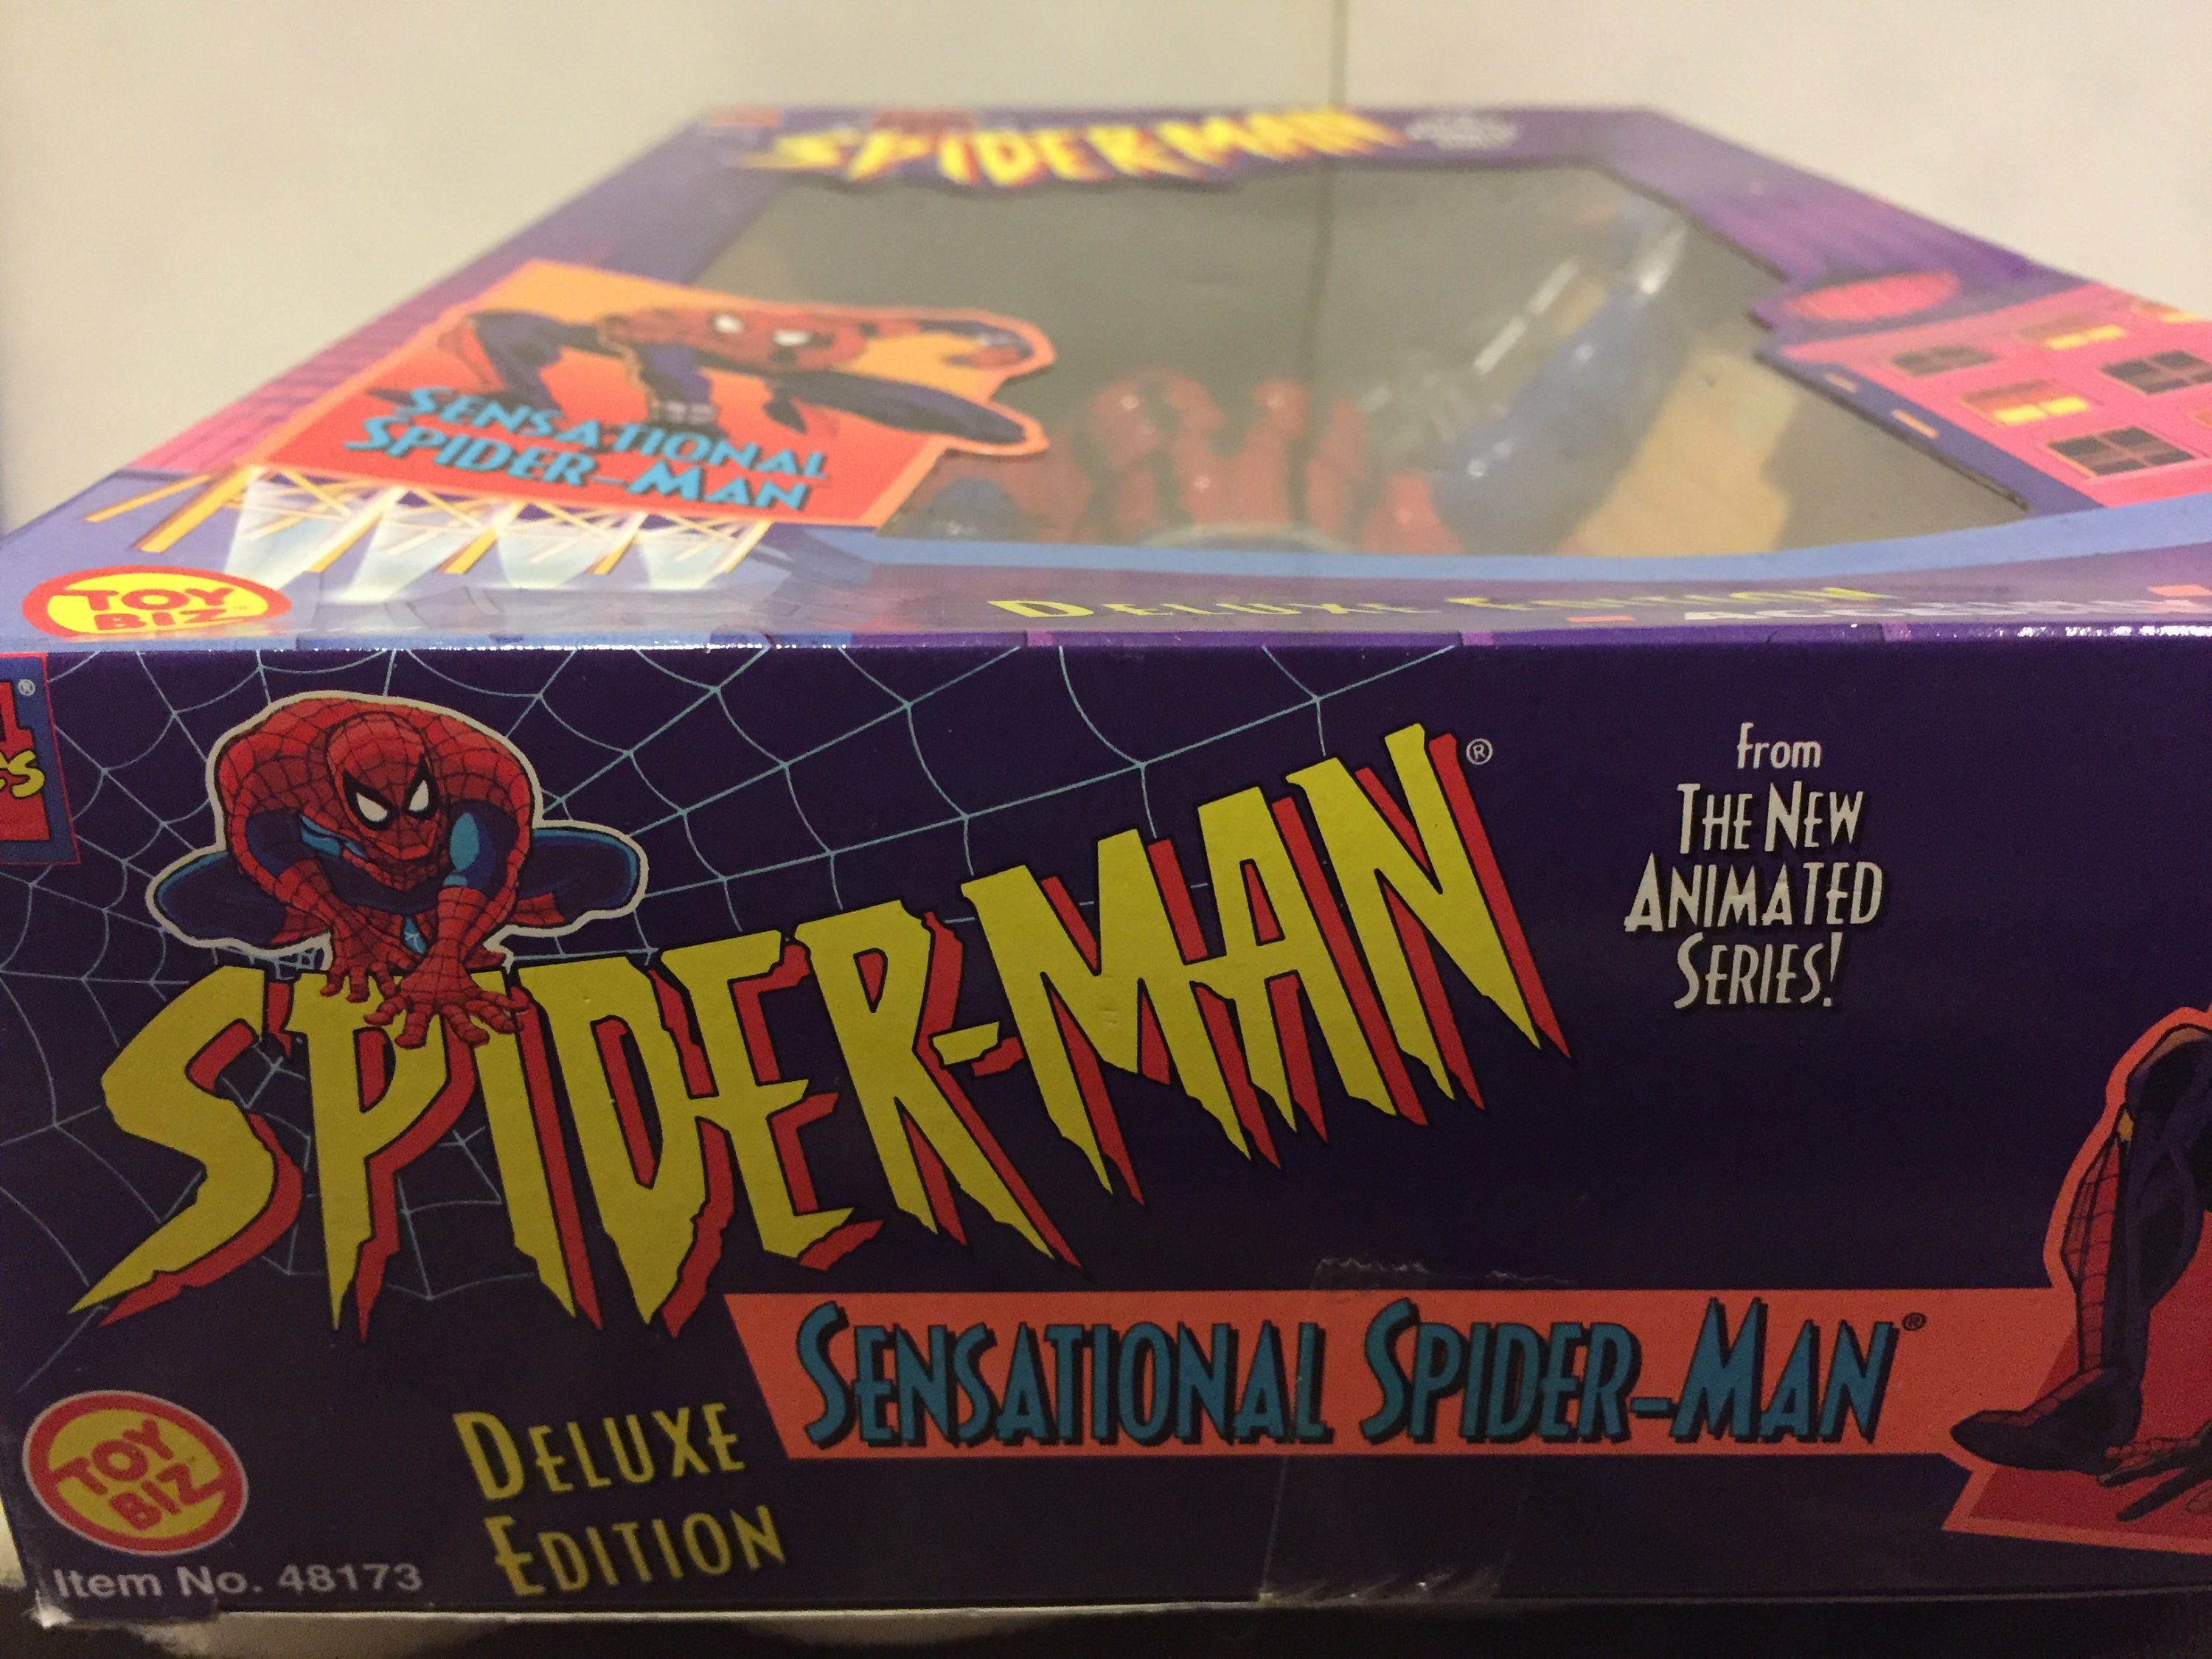 SPIDER-MAN
SENSATIONAL
SPIDER-MAN
TOY
BIZ
DELUXE EDITION
®
SPIDER-MAN®
from
THE NEW
ANIMATED
SERIES!
SENSATIONAL SPIDER-MAN®
DELUXE
EDITION
TOY
BIZ
Item No. 48173